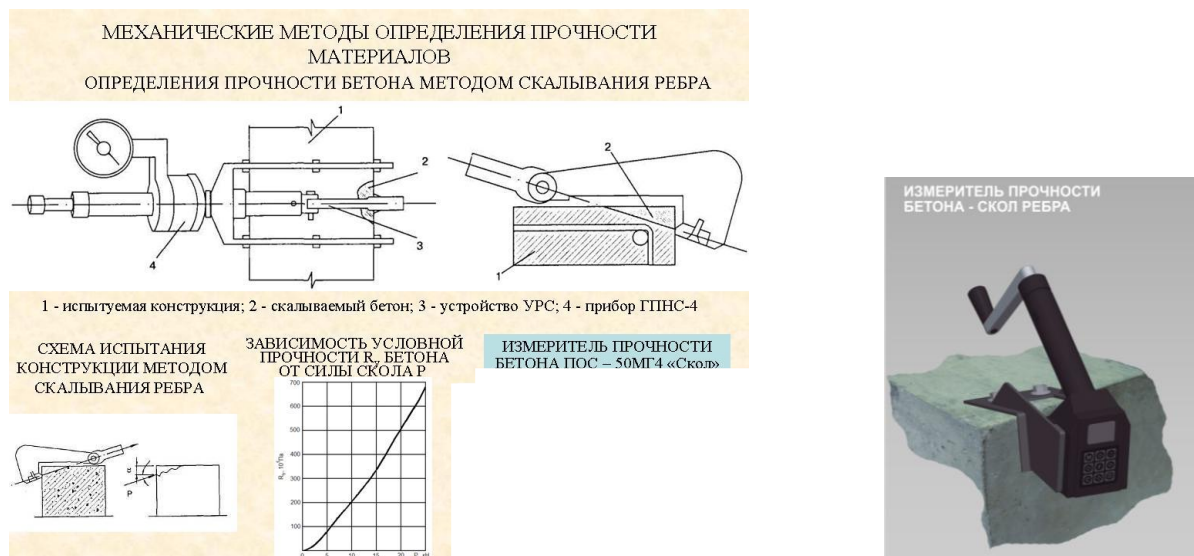 МЕХАНИЧЕСКИЕ МЕТОДЫ ОПРЕДЕЛЕНИЯ ПРОЧНОСТИ
МАТЕРИАЛОВ
ОПРЕДЕЛЕНИЯ ПРОЧНОСТИ БЕТОНА МЕТОДОМ СКАЛЫВАНИЯ РЕБРА
1
2
3
4
2
1
1 - испытуемая конструкция; 2 - скалываемый бетон; 3 - устройство УРС; 4 - прибор ГПНС-4
СХЕМА ИСПЫТАНИЯ
КОНСТРУКЦИИ МЕТОДОМ
СКАЛЫВАНИЯ РЕБРА
α
P
ЗАВИСИМОСТЬ УСЛОВНОЙ
ПРОЧНОСТИ R, БЕТОНА
ОТ СИЛЫ СКОЛА Р
700
600
500
400
300
200
100
0 5 10 15 20
ИЗМЕРИТЕЛЬ ПРОЧНОСТИ
БЕТОНА ПОС – 50МГ4 «Скол»
ИЗМЕРИТЕЛЬ ПРОЧНОСТИ
БЕТОНА - СКОЛ РЕБРА